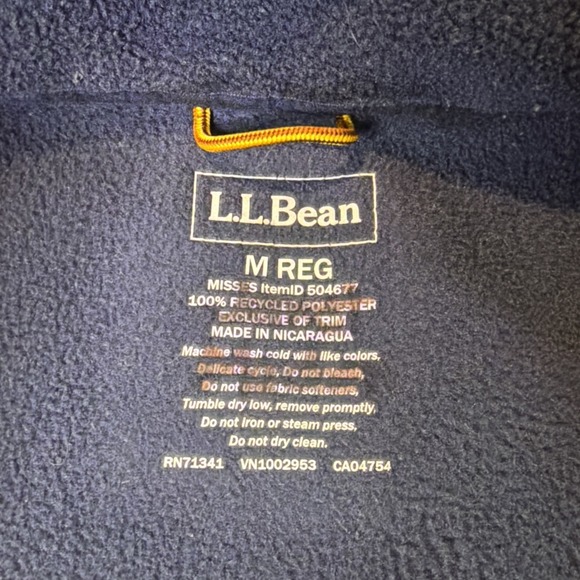 L.L.Bean
M REG
MISSES ItemID 504677
100% RECYCLED POLYESTER
EXCLUSIVE OF TRIM
MADE IN NICARAGUA
Machine wash cold with like colors.
Delicate cycle, Do not bleach,
Do not use fabric softeners,
Tumble dry low, remove promptly,
Do not iron or steam press,
Do not dry clean.
RN71341 VN1002953 CA04754